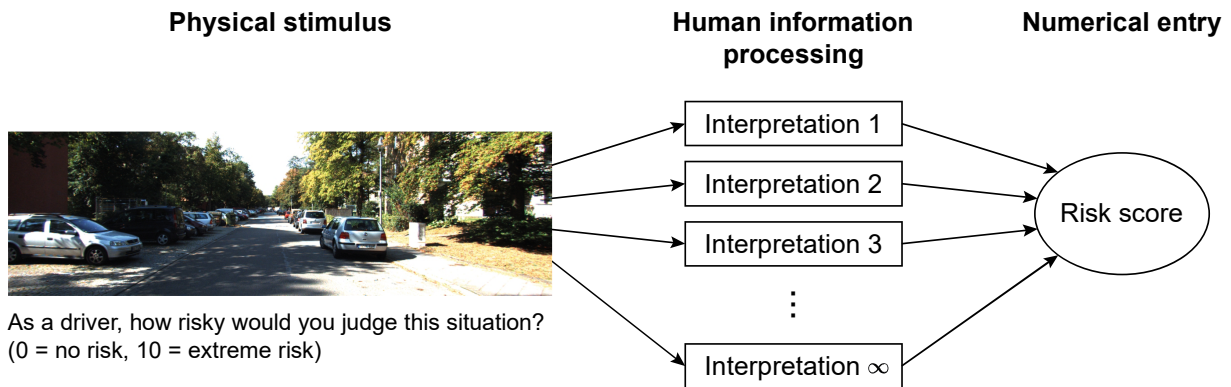 Physical stimulus
Human information
processing
Numerical entry
Interpretation 1
Interpretation 2
Interpretation 3
⋮
Interpretation ∞
Risk score
As a driver, how risky would you judge this situation?
(0 = no risk, 10 = extreme risk)